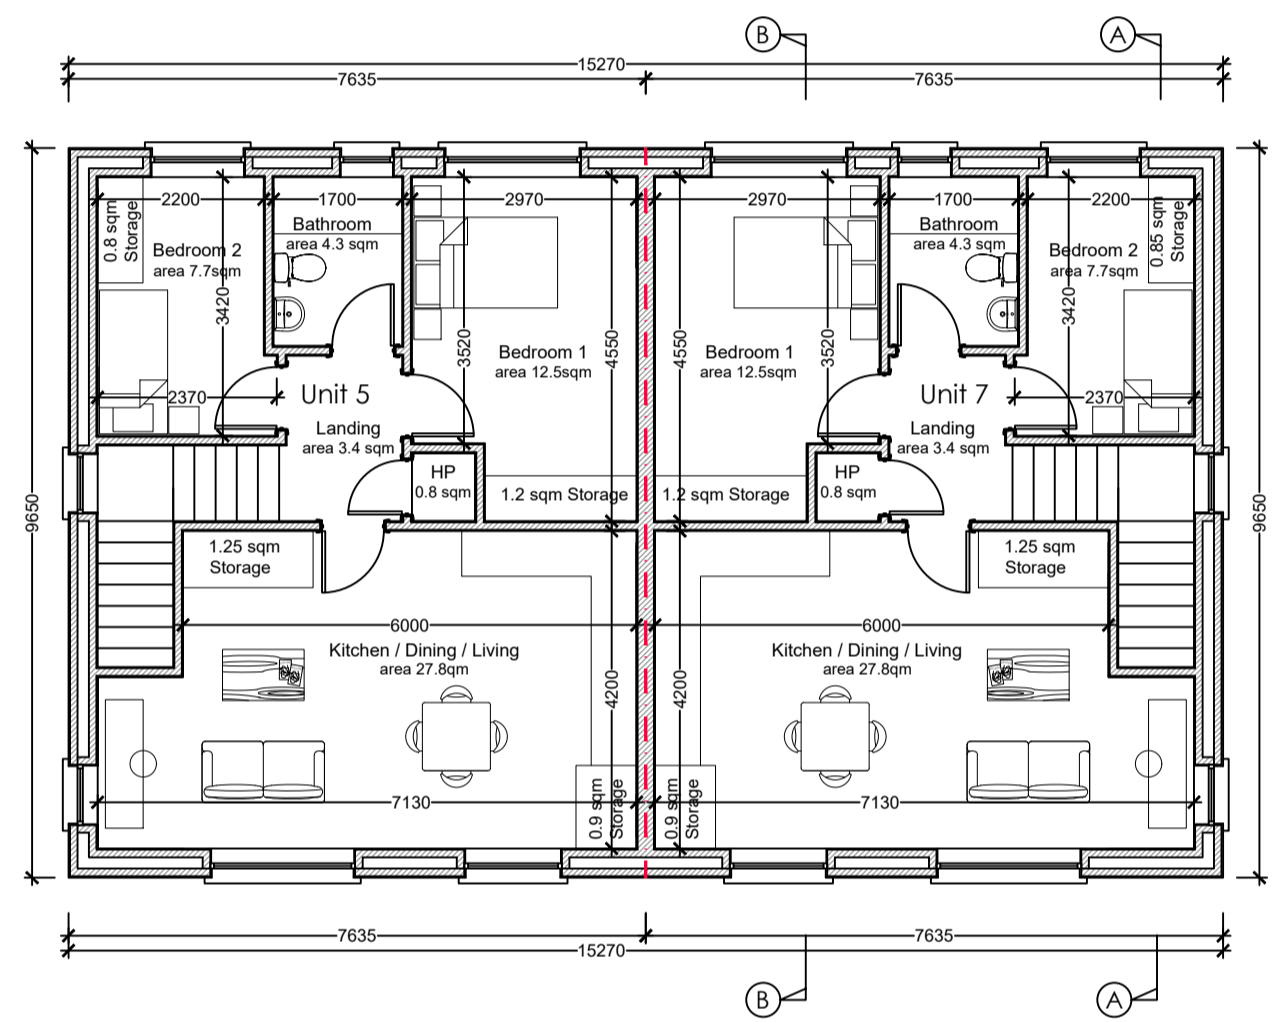 B
A
15270
7635
7635
2200
1700
2970
2970
1700
2200
0.8 sqm
Storage
Bathroom
area 4.3 sqm
Bathroom
area 4.3 sqm
0.85 sqm
Storage
Bedroom 2
area 7.7sqm
Bedroom 2
area 7.7sqm
3420
3520
4550
4550
3520
3420
Bedroom 1
area 12.5sqm
Bedroom 1
area 12.5sqm
2370
Unit 5
Unit 7
2370
Landing
area 3.4 sqm
Landing
area 3.4 sqm
HP
0.8 sqm
1.2 sqm Storage
1.2 sqm Storage
HP
0.8 sqm
9650
9650
1.25 sqm
Storage
1.25 sqm
Storage
6000
6000
Kitchen / Dining / Living
area 27.8qm
Kitchen / Dining / Living
area 27.8qm
4200
4200
7130
7130
0.9 sqm
Storage
0.9 sqm
Storage
7635
7635
15270
B
A